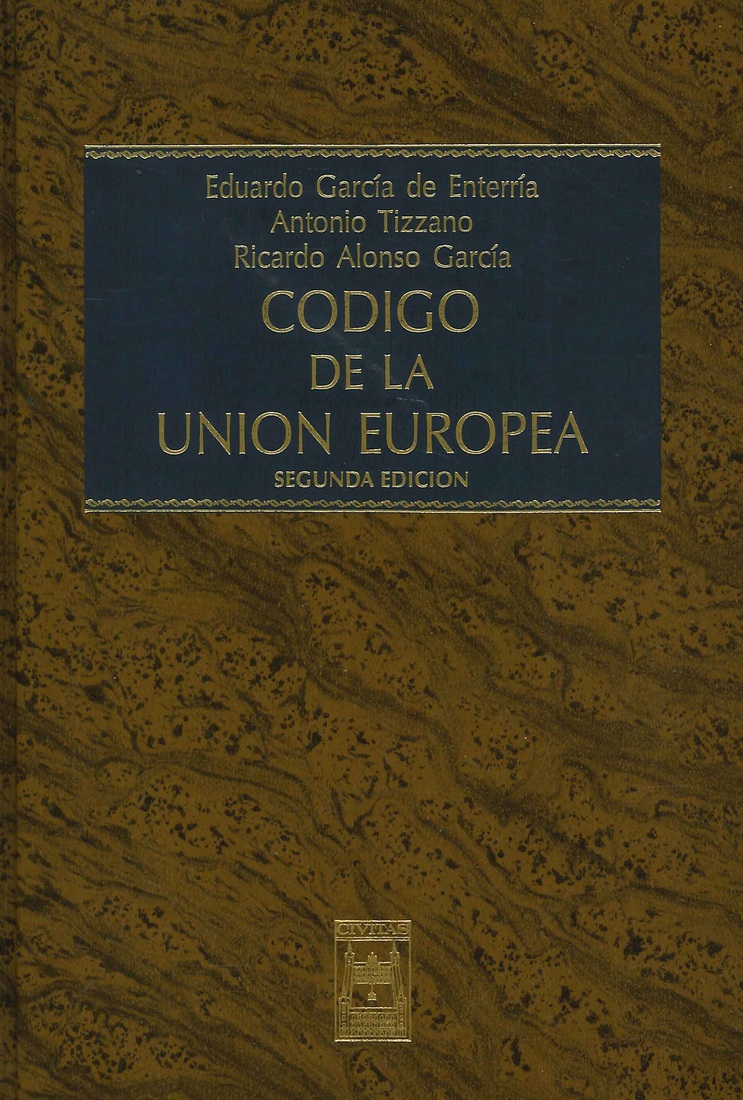 Eduardo García de Enterría
Antonio Tizzano
Ricardo Alonso García
CODIGO
DE LA
UNION EUROPEA
SEGUNDA EDICION
CIVITAS